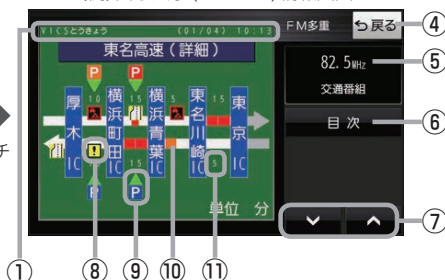 VICSとうきょう (01/04) 10:13
FM多重
戻る
④
東名高速（詳細）
82.5MHz
⑤
交通番組
P P
10 15 5 15
厚木IC 横浜町田IC 横浜青葉IC 東名川崎IC 東京IC
目次
⑥
チ
15 5
P P
単位 分
⑦
① ⑧ ⑨ ⑩ ⑪